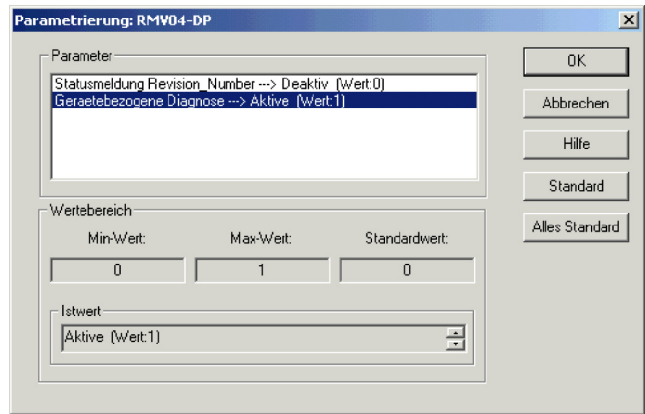 Parametrierung: RMV04-DP
Parameter
Statusmeldung Revision_Number ---> Deaktiv (Wert:0)
Geraetebezogene Diagnose ---> Aktive (Wert:1)
OK
Abbrechen
Hilfe
Standard
Alles Standard
Wertebereich
Min-Wert: Max-Wert: Standardwert:
0 1 0
Istwert
Aktive (Wert:1)